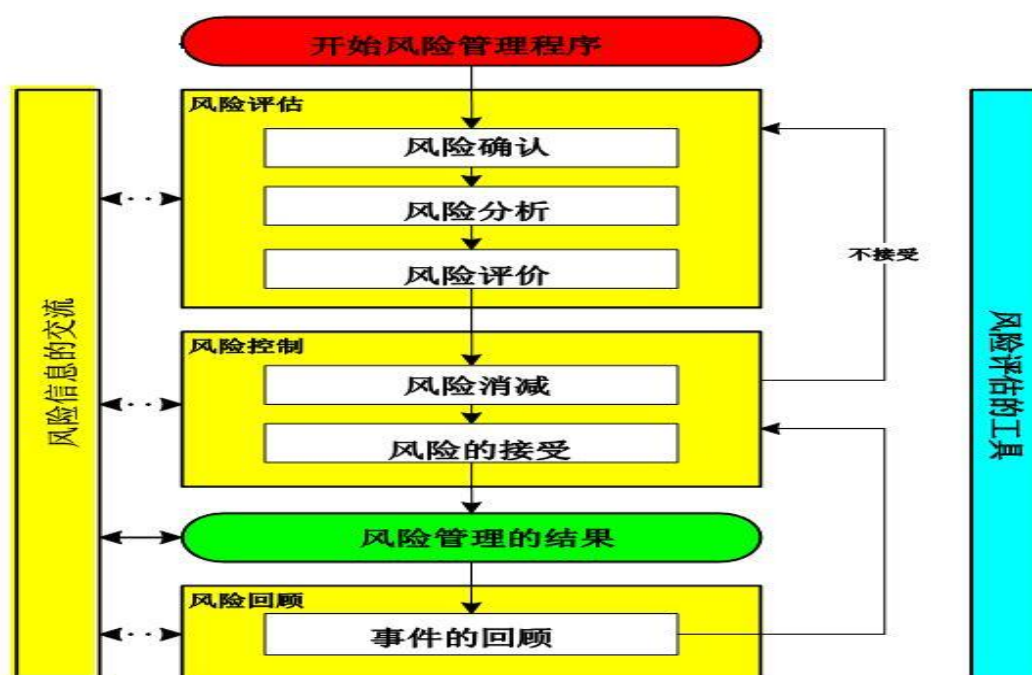 开始风险管理程序
风险评估
风险确认
风险分析
风险评价
不接受
风险控制
风险消减
风险的接受
风险管理的结果
风险回顾
事件的回顾
风险信息的交流
风险评估的工具